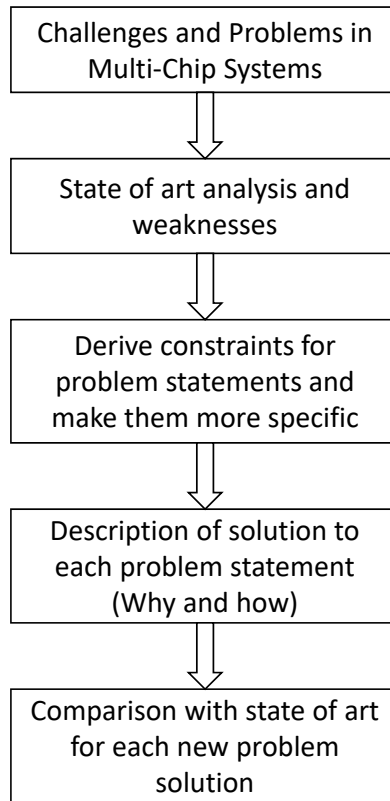 Challenges and Problems in
Multi-Chip Systems
State of art analysis and
weaknesses
Derive constraints for
problem statements and
make them more specific
Description of solution to
each problem statement
(Why and how)
Comparison with state of art
for each new problem
solution